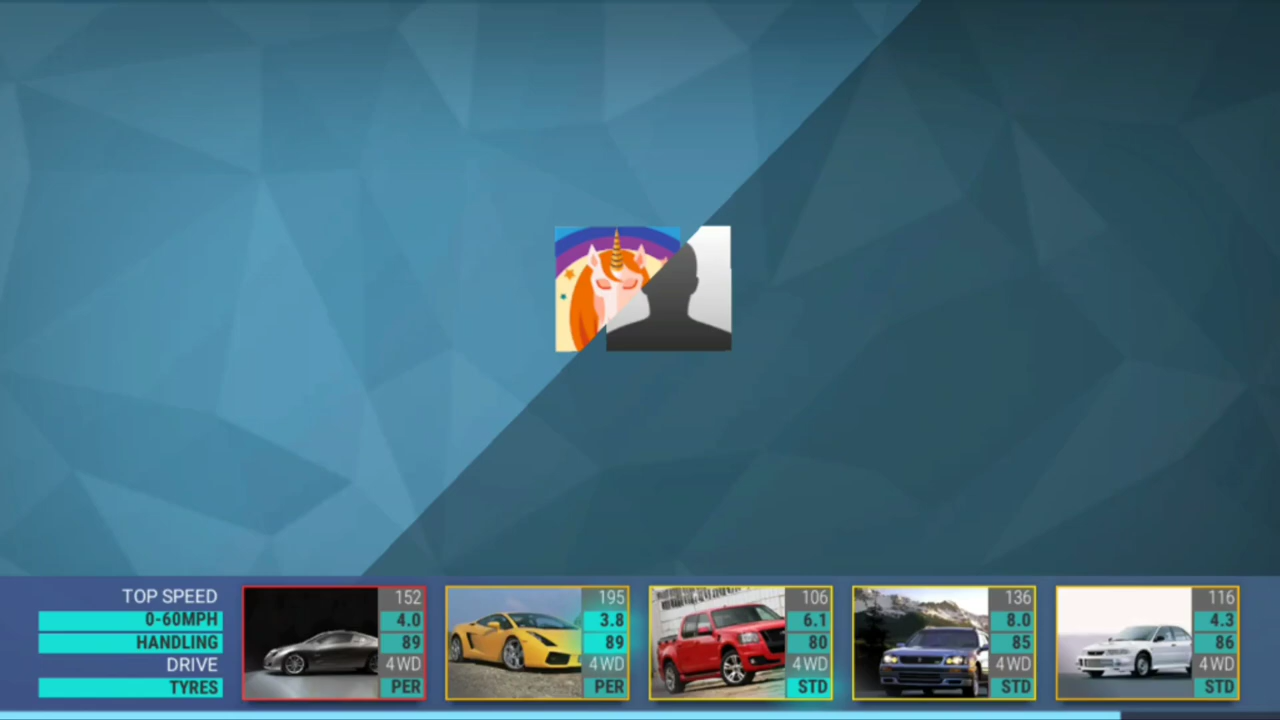 TOP SPEED 152 195 106 136 116
0-60MPH 4.0 3.8 6.1 8.0 4.3
HANDLING 89 89 80 85 86
DRIVE 4WD 4WD 4WD 4WD 4WD
TYRES PER PER STD STD STD